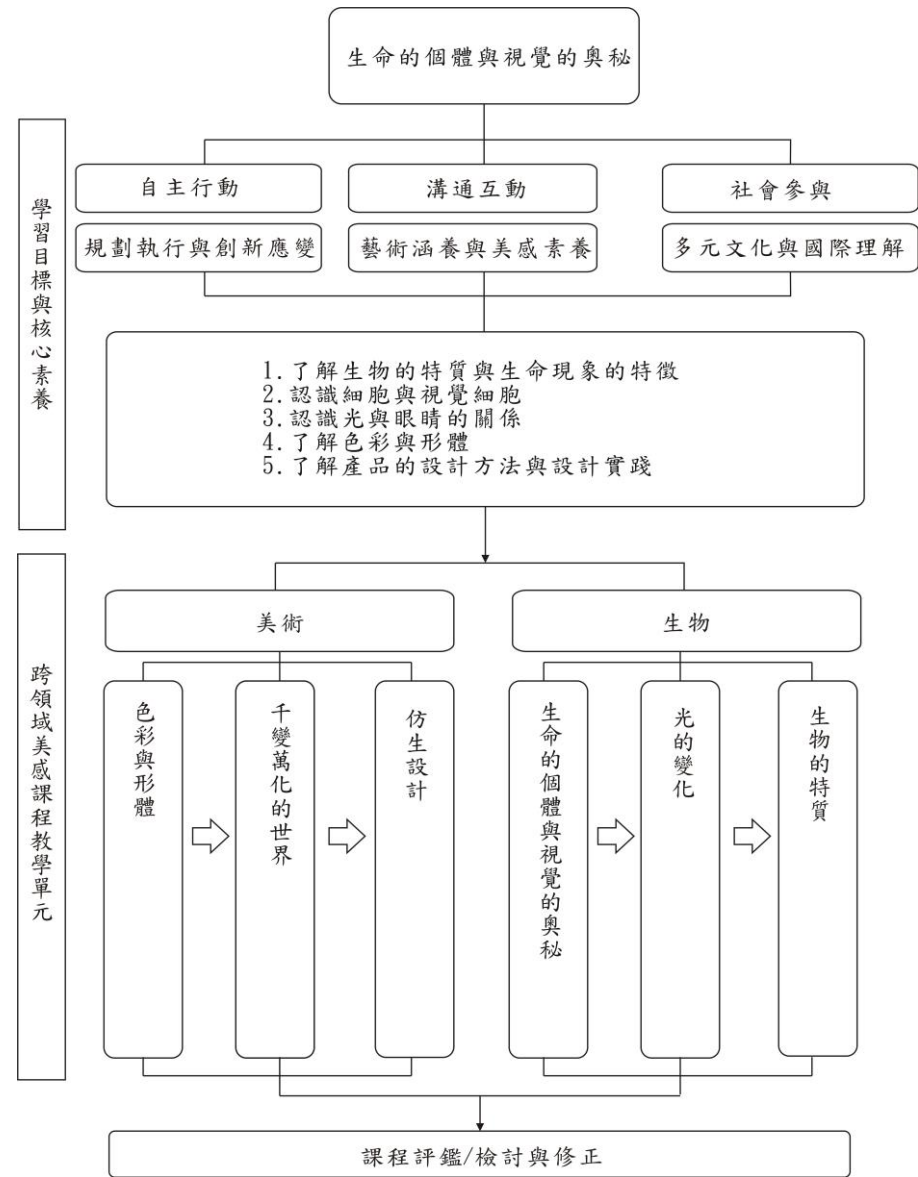 生命的個體與視覺的奧秘
學習目標與核心素養
自主行動
溝通互動
社會參與
規劃執行與創新應變
藝術涵養與美感素養
多元文化與國際理解
1.了解生物的特質與生命現象的特徵
2.認識細胞與視覺細胞
3.認識光與眼睛的關係
4.了解色彩與形體
5.了解產品的設計方法與設計實踐
跨領域美感課程教學單元
美術
生物
色彩與形體
千變萬化的世界
仿生設計
生命的個體與視覺的奧秘
光的變化
生物的特質
課程評鑑/檢討與修正